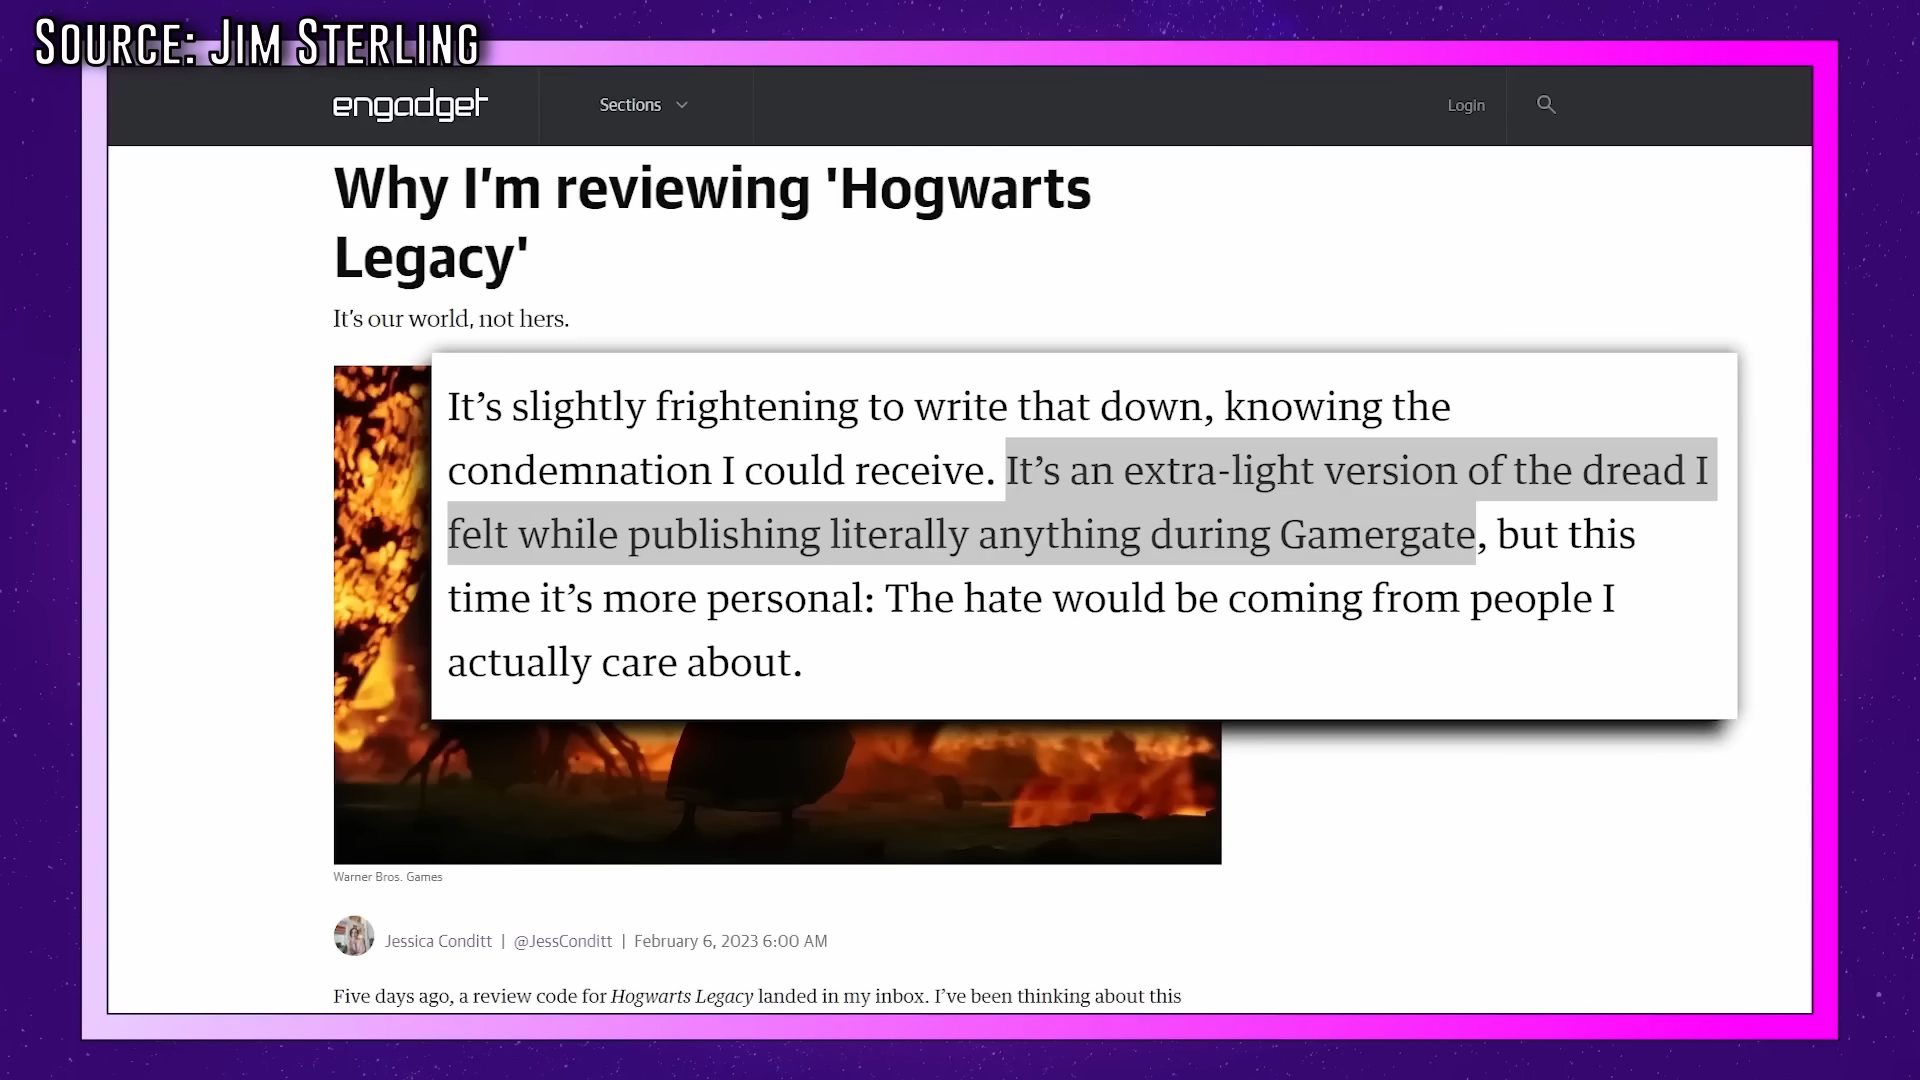 SOURCE: JIM STERLING
engadget
Sections
Login
Why I'm reviewing 'Hogwarts
Legacy'
It's our world, not hers.
It's slightly frightening to write that down, knowing the
condemnation I could receive. It's an extra-light version of the dread I
felt while publishing literally anything during Gamergate, but this
time it's more personal: The hate would be coming from people I
actually care about.
Warner Bros. Games
Jessica Conditt | @JessConditt | February 6, 2023 6:00 AM
Five days ago, a review code for Hogwarts Legacy landed in my inbox. I've been thinking about this